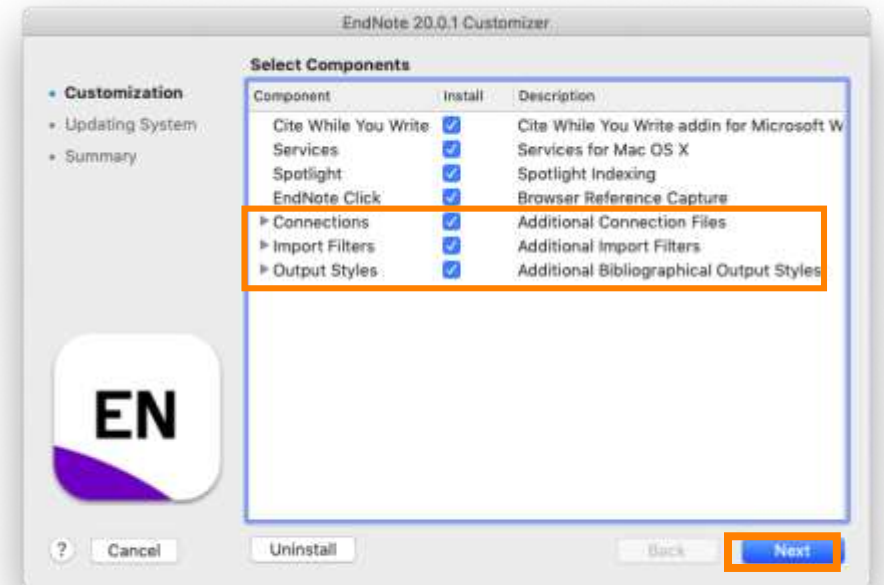 EndNote 20.0.1 Customizer
Select Components
Customization
Updating System
Summary
Component Install Description
Cite While You Write Cite While You Write addin for Microsoft W
Services Services for Mac OS X
Spotlight Spotlight Indexing
EndNote Click Browser Reference Capture
Connections Additional Connection Files
Import Filters Additional Import Filters
Output Styles Additional Bibliographical Output Styles
EN
? Cancel Uninstall Back Next